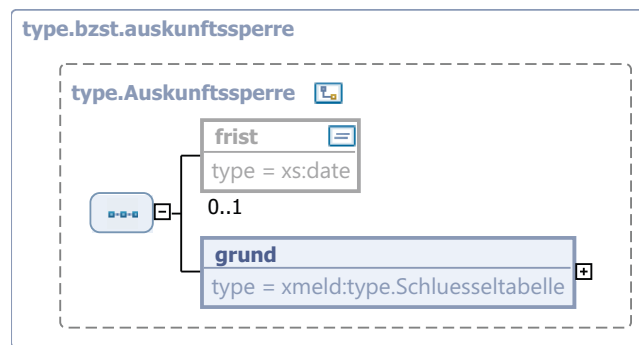 type.bzst.auskunftssperre
type.Auskunftssperre
frist
type = xs:date
0..1
grund
type = xmeld:type.Schluesseltabelle